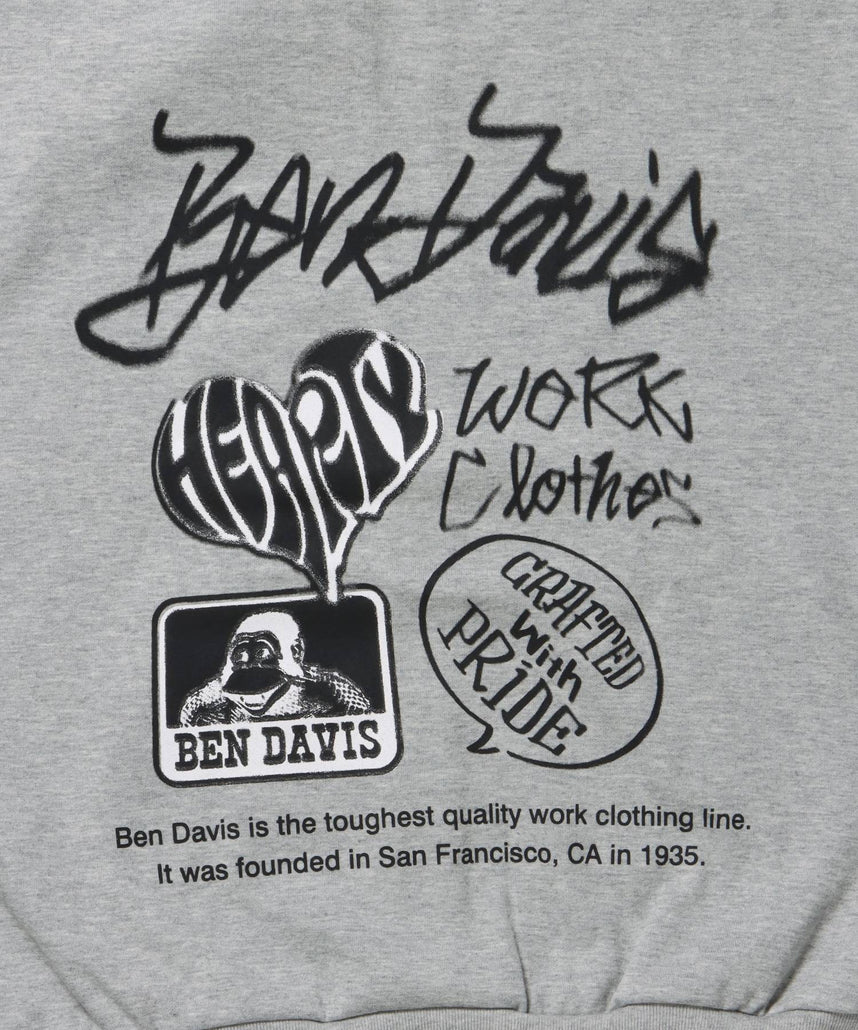 Ben Davis
HEARTY
WORK
Clothes
CRAFTED
With
PRiDE
BEN DAVIS
Ben Davis is the toughest quality work clothing line.
It was founded in San Francisco, CA in 1935.